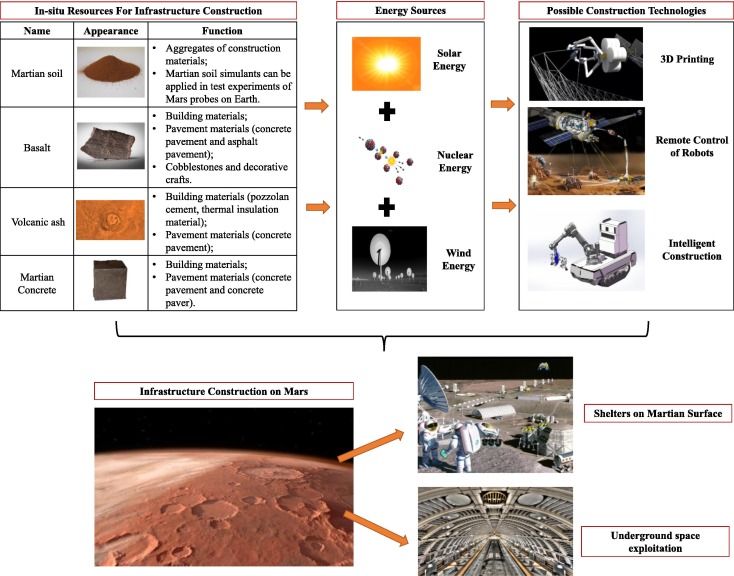 In-situ Resources For Infrastructure Construction
Name Appearance Function
Martian soil
• Aggregates of construction
materials;
• Martian soil simulants can be
applied in test experiments of
Mars probes on Earth.
Basalt
• Building materials;
• Pavement materials (concrete
pavement and asphalt
pavement);
• Cobblestones and decorative
crafts.
Volcanic ash
• Building materials (pozzolan
cement, thermal insulation
material);
• Pavement materials (concrete
pavement);
Martian
Concrete
• Building materials;
• Pavement materials (concrete
pavement and concrete
paver).
Energy Sources
Solar
Energy
Nuclear
Energy
Wind
Energy
Possible Construction Technologies
3D Printing
Remote Control
of Robots
Intelligent
Construction
Infrastructure Construction on Mars
Shelters on Martian Surface
Underground space
exploitation